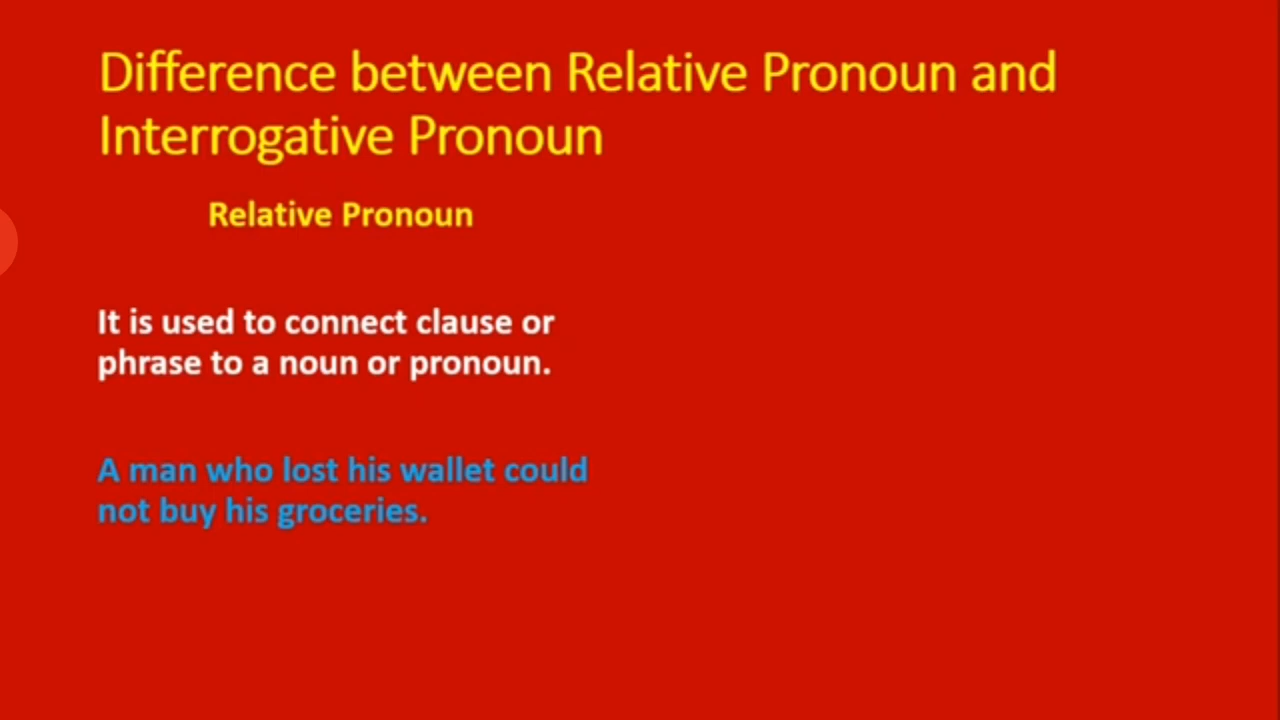 Difference between Relative Pronoun and
Interrogative Pronoun
Relative Pronoun
It is used to connect clause or
phrase to a noun or pronoun.
A man who lost his wallet could
not buy his groceries.